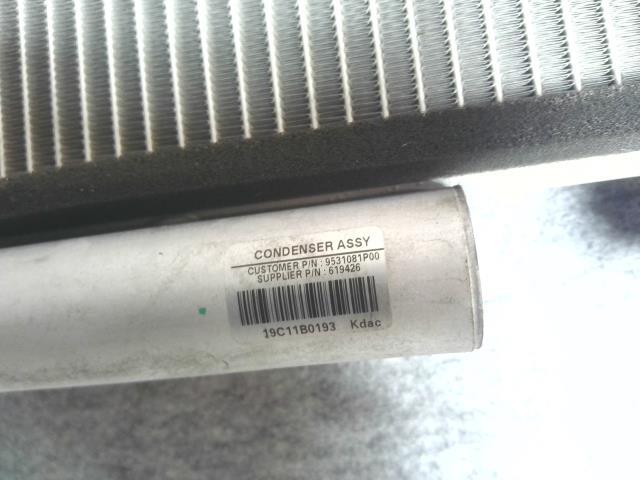 CONDENSER ASSY
CUSTOMER P/N : 9531081P00
SUPPLIER P/N : 619426
19C11B0193 Kdac